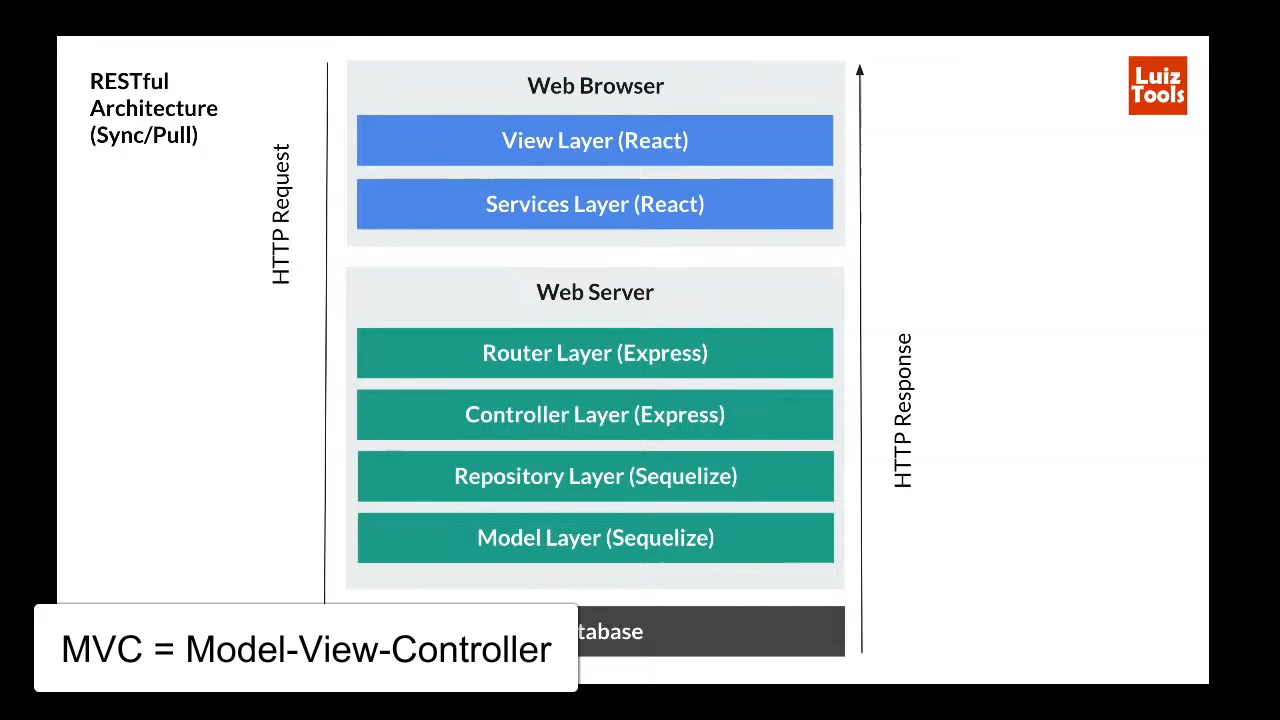 RESTful
Architecture
(Sync/Pull)
HTTP Request
Web Browser
View Layer (React)
Services Layer (React)
Web Server
Router Layer (Express)
Controller Layer (Express)
Repository Layer (Sequelize)
Model Layer (Sequelize)
tabase
HTTP Response
Luiz
Tools
MVC = Model-View-Controller